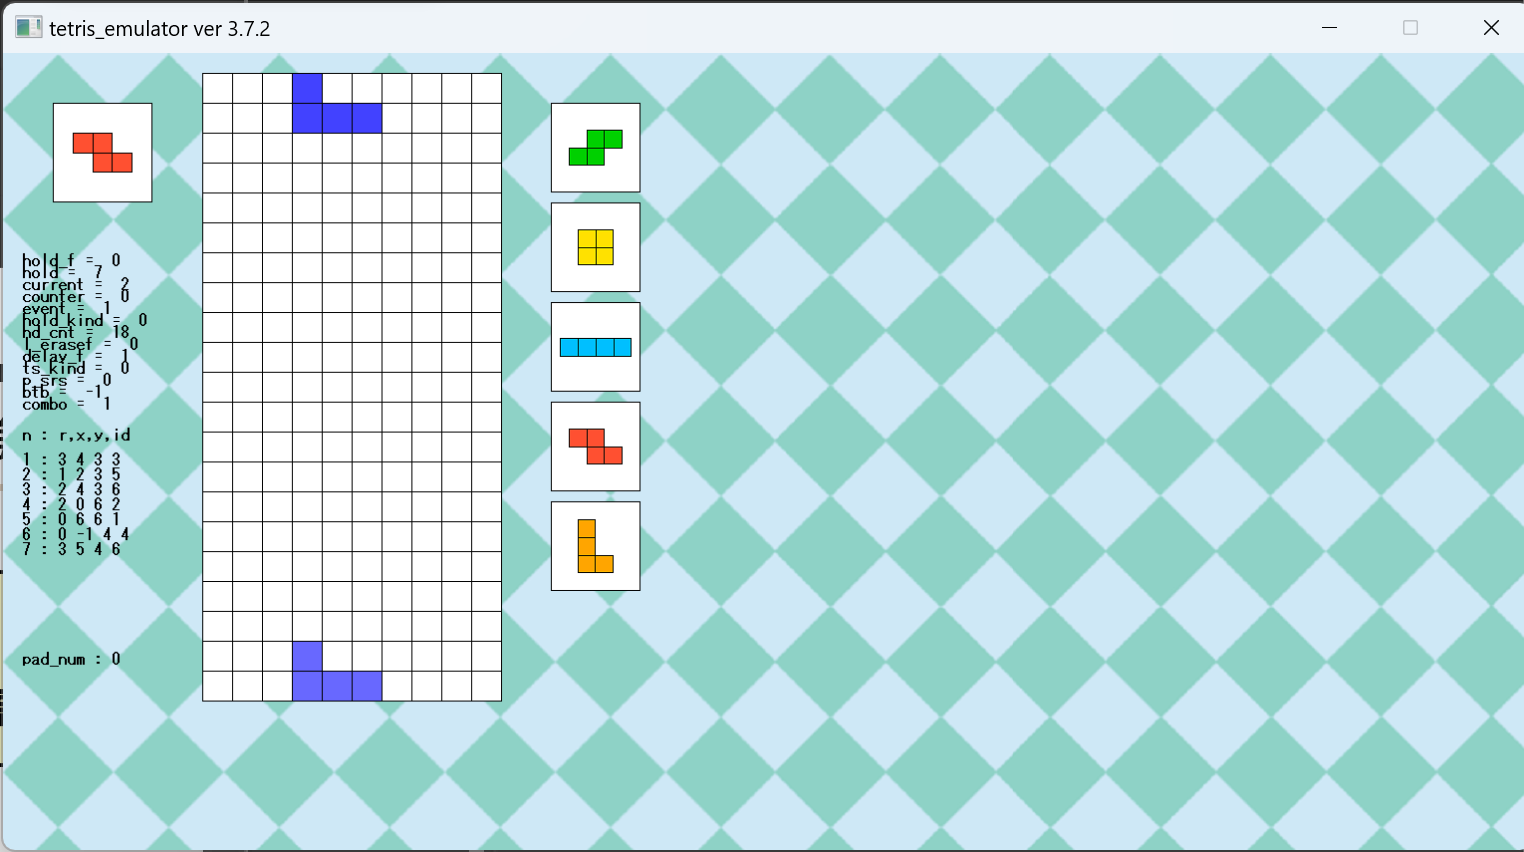 tetris_emulator ver 3.7.2
hold_f = 0
hold = 7
current = 2
counter = 0
event = 1
hold_kind = 0
nd_cnt = 18
l_erasef = 0
delay_f = 1
ts_kind = 0
p_srs = 0
btb = -1
combo = 1
n : r,x,y,id
1 : 3 4 3 3
2 : 1 2 3 5
3 : 2 4 3 6
4 : 2 0 6 2
5 : 0 6 6 1
6 : 0 -1 4 4
7 : 3 5 4 6
pad_num : 0